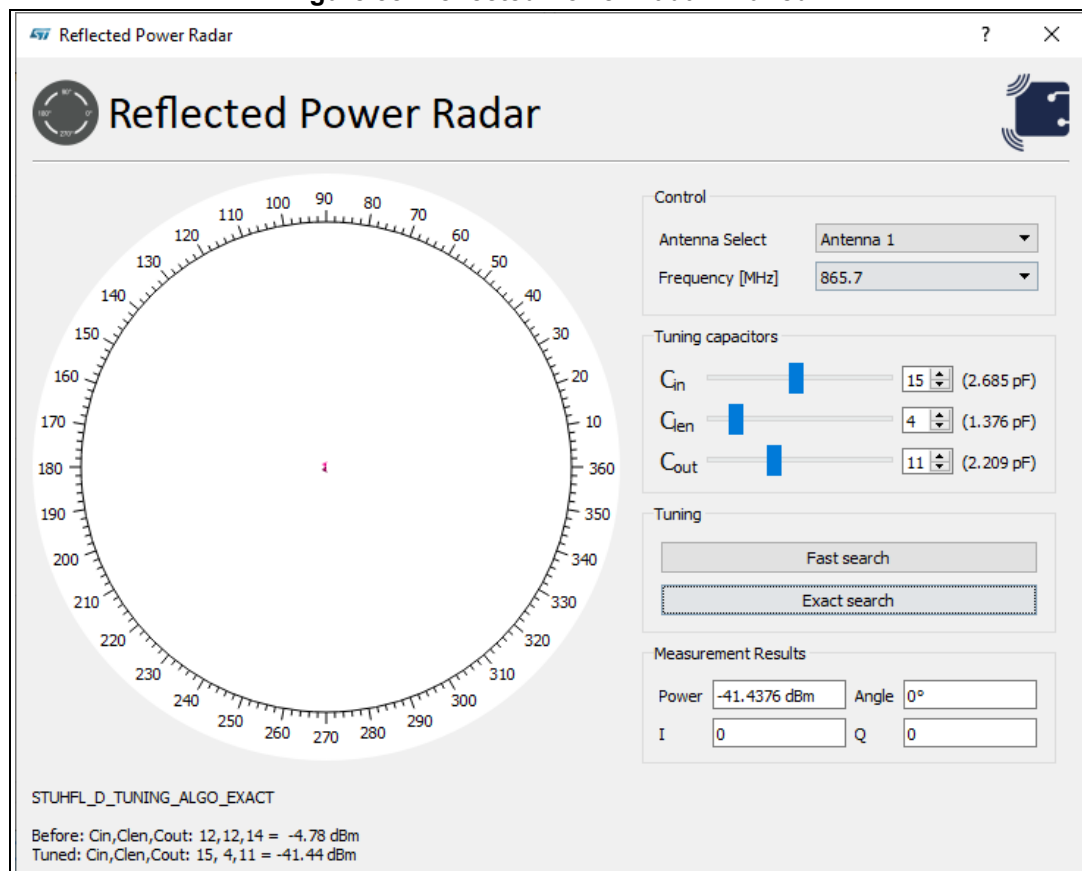 Reflected Power Radar
?
Reflected Power Radar
90°
180° 0°
270°
Control
Antenna Select Antenna 1
Frequency [MHz] 865.7
Tuning capacitors
Cin 15 (2.685 pF)
Clen 4 (1.376 pF)
Cout 11 (2.209 pF)
Tuning
Fast search
Exact search
Measurement Results
Power -41.4376 dBm Angle 0°
I 0 Q 0
90
100 80
110 70
120 60
130 50
140 40
150 30
160 20
170 10
180 360
190 350
200 340
210 330
220 320
230 310
240 300
250 290
260 270 280
STUHFL_D_TUNING_ALGO_EXACT
Before: Cin,Clen,Cout: 12,12,14 = -4.78 dBm
Tuned: Cin,Clen,Cout: 15, 4,11 = -41.44 dBm